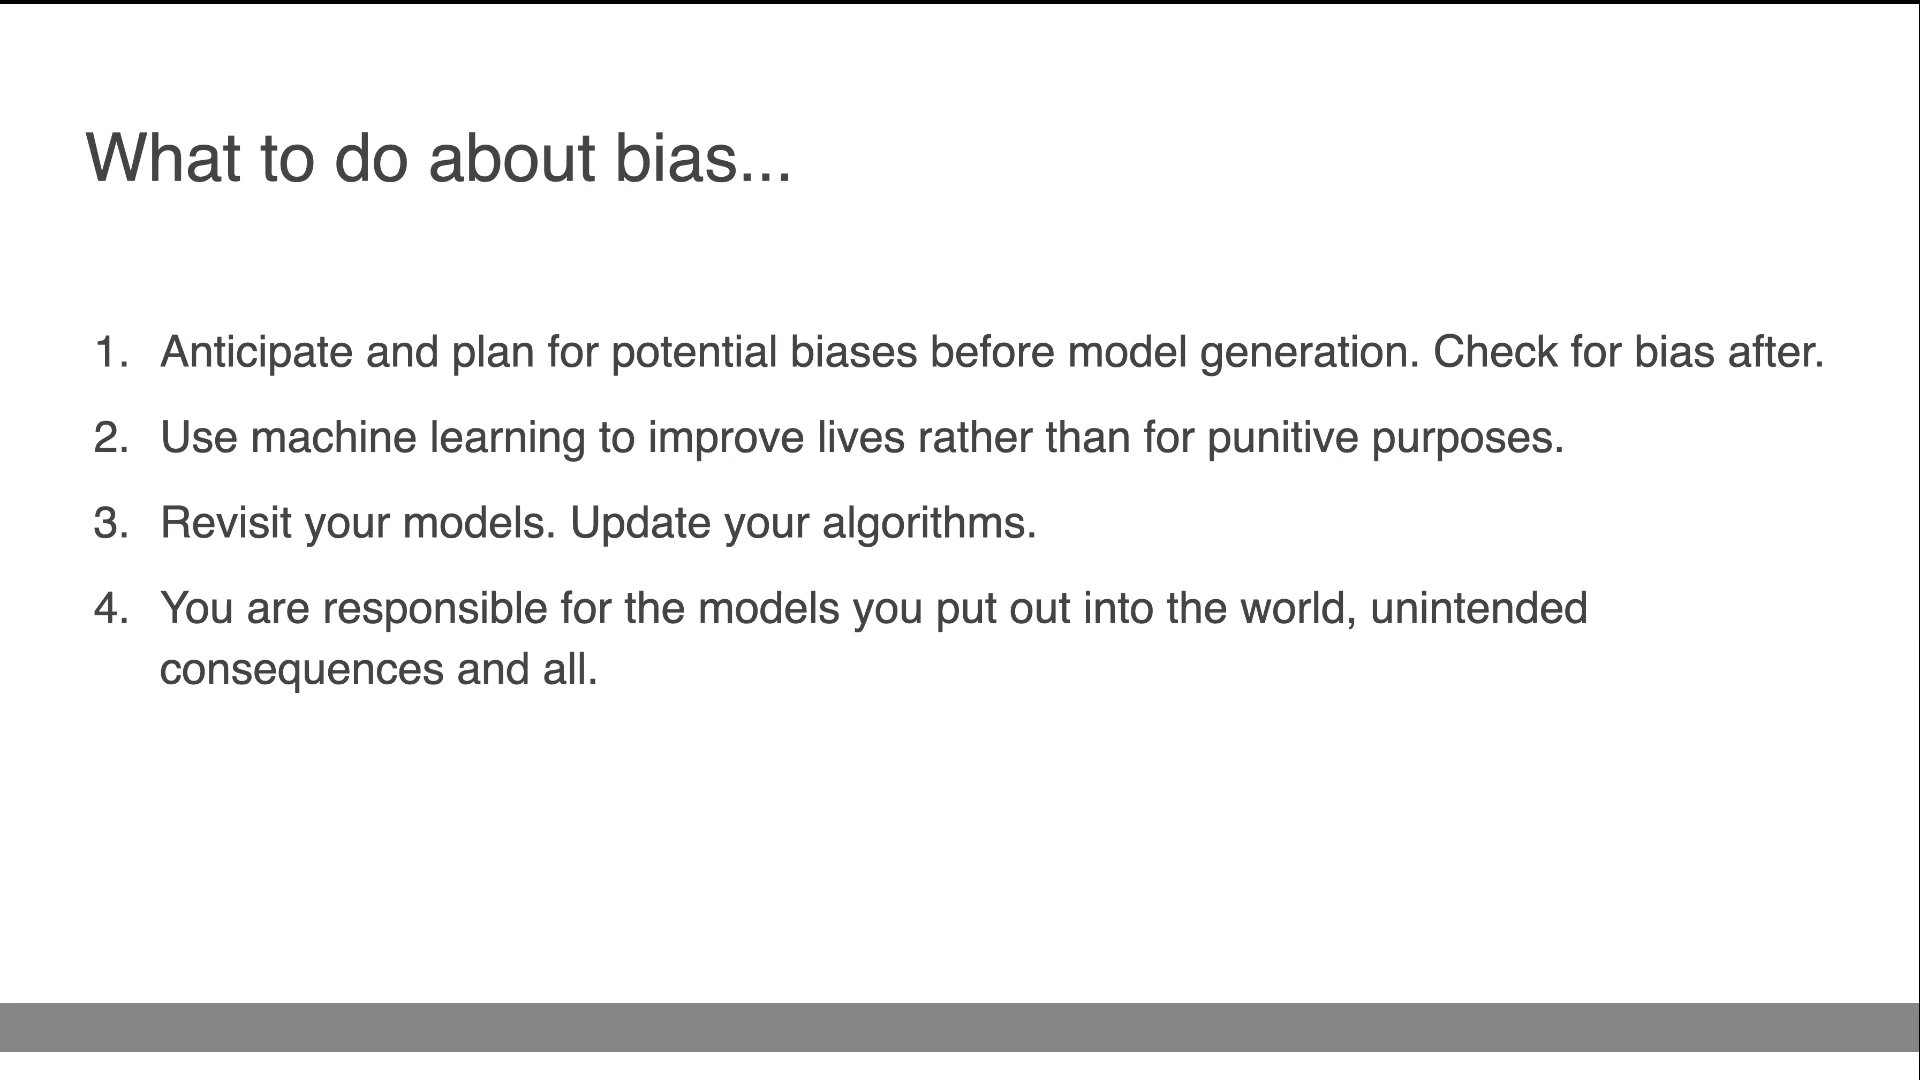 What to do about bias...
1. Anticipate and plan for potential biases before model generation. Check for bias after.
2. Use machine learning to improve lives rather than for punitive purposes.
3. Revisit your models. Update your algorithms.
4. You are responsible for the models you put out into the world, unintended
consequences and all.